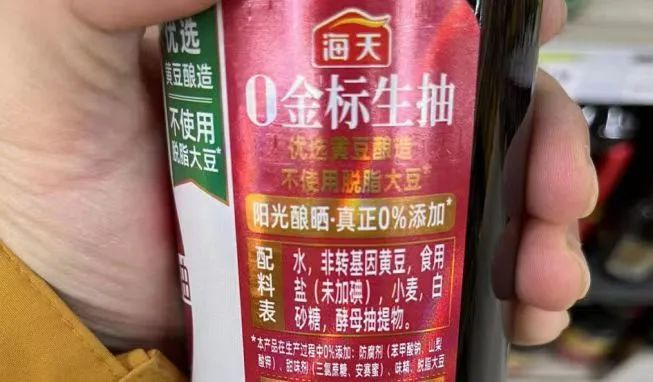 优选
黄豆酿造
不使用
脱脂大豆*
海天
0金标生抽
优选黄豆酿造
不使用脱脂大豆*
阳光酿晒·真正0%添加*
配料表
水，非转基因黄豆，食用
盐（未加碘），小麦，白
砂糖，酵母抽提物。
*本产品在生产过程中0%添加：防腐剂（苯甲酸钠、山梨
酸钾）、甜味剂（三氯蔗糖、安赛蜜）、味精、脱脂大豆